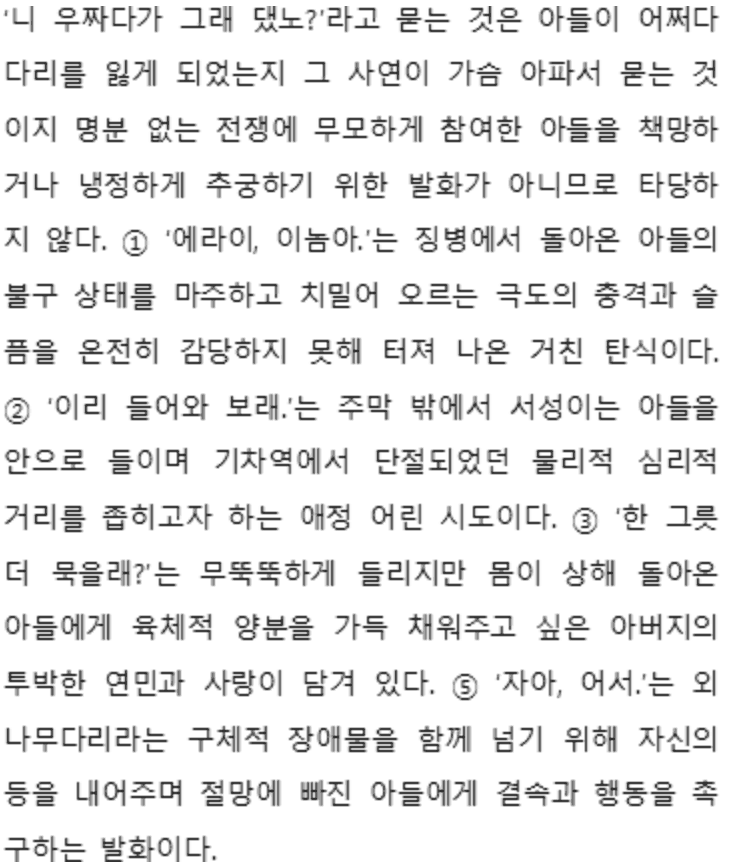 '니 우짜다가 그래 댔노?'라고 묻는 것은 아들이 어쩌다
다리를 잃게 되었는지 그 사연이 가슴 아파서 묻는 것
이지 명분 없는 전쟁에 무모하게 참여한 아들을 책망하
거나 냉정하게 추궁하기 위한 발화가 아니므로 타당하
지 않다. ① '에라이, 이놈아.'는 징병에서 돌아온 아들의
불구 상태를 마주하고 치밀어 오르는 극도의 충격과 슬
픔을 온전히 감당하지 못해 터져 나온 거친 탄식이다.
② '이리 들어와 보래.'는 주막 밖에서 서성이는 아들을
안으로 들이며 기차역에서 단절되었던 물리적 심리적
거리를 좁히고자 하는 애정 어린 시도이다. ③ '한 그릇
더 묵을래?'는 무뚝뚝하게 들리지만 몸이 상해 돌아온
아들에게 육체적 양분을 가득 채워주고 싶은 아버지의
투박한 연민과 사랑이 담겨 있다. ⑤ '자아, 어서.'는 외
나무다리라는 구체적 장애물을 함께 넘기 위해 자신의
등을 내어주며 절망에 빠진 아들에게 결속과 행동을 촉
구하는 발화이다.